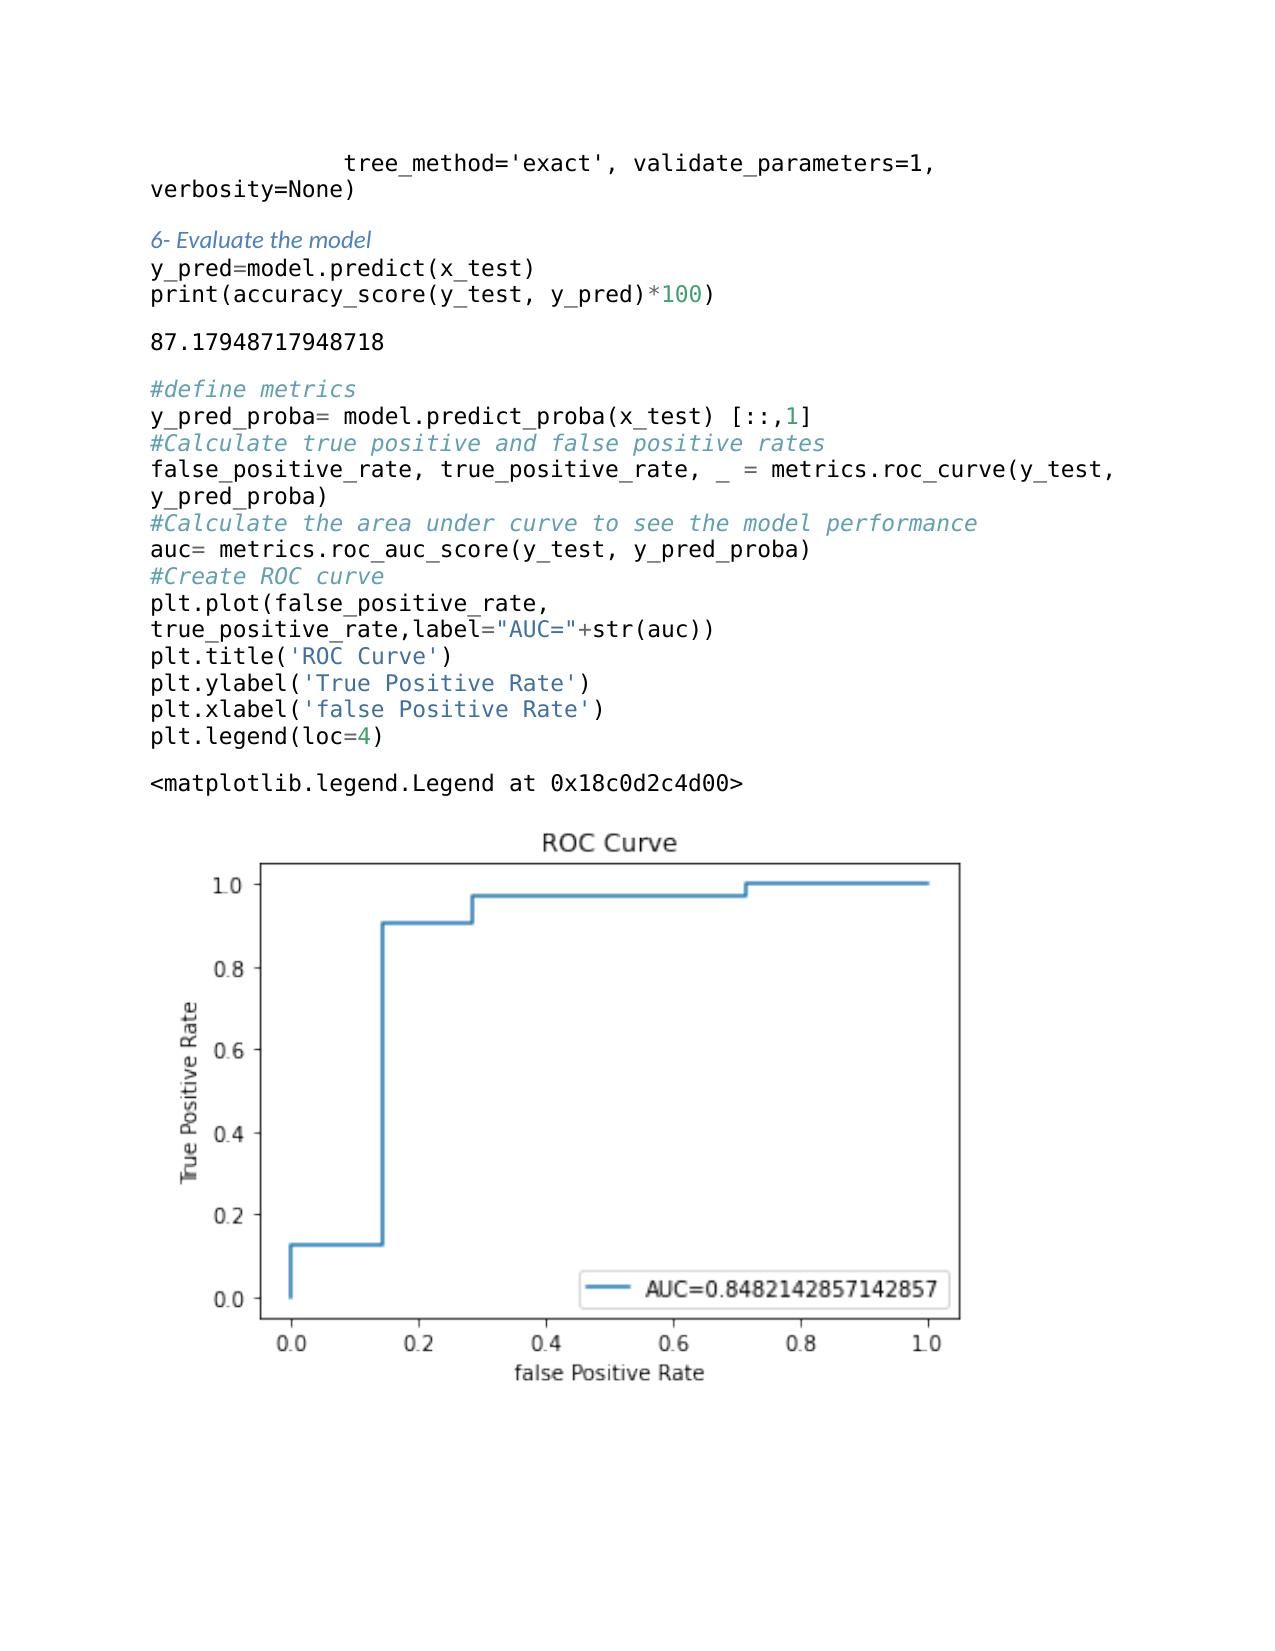 tree_method='exact', validate_parameters=1,
verbosity=None)
6- Evaluate the model
y_pred=model.predict(x_test)
print(accuracy_score(y_test, y_pred)*100)
87.17948717948718
#define metrics
y_pred_proba= model.predict_proba(x_test) [::,1]
#Calculate true positive and false positive rates
false_positive_rate, true_positive_rate, _ = metrics.roc_curve(y_test,
y_pred_proba)
#Calculate the area under curve to see the model performance
auc= metrics.roc_auc_score(y_test, y_pred_proba)
#Create ROC curve
plt.plot(false_positive_rate,
true_positive_rate,label="AUC="+str(auc))
plt.title('ROC Curve')
plt.ylabel('True Positive Rate')
plt.xlabel('false Positive Rate')
plt.legend(loc=4)
<matplotlib.legend.Legend at 0x18c0d2c4d00>
ROC Curve
1.0
0.8
0.6
0.4
0.2
0.0
True Positive Rate
AUC=0.8482142857142857
0.0 0.2 0.4 0.6 0.8 1.0
false Positive Rate